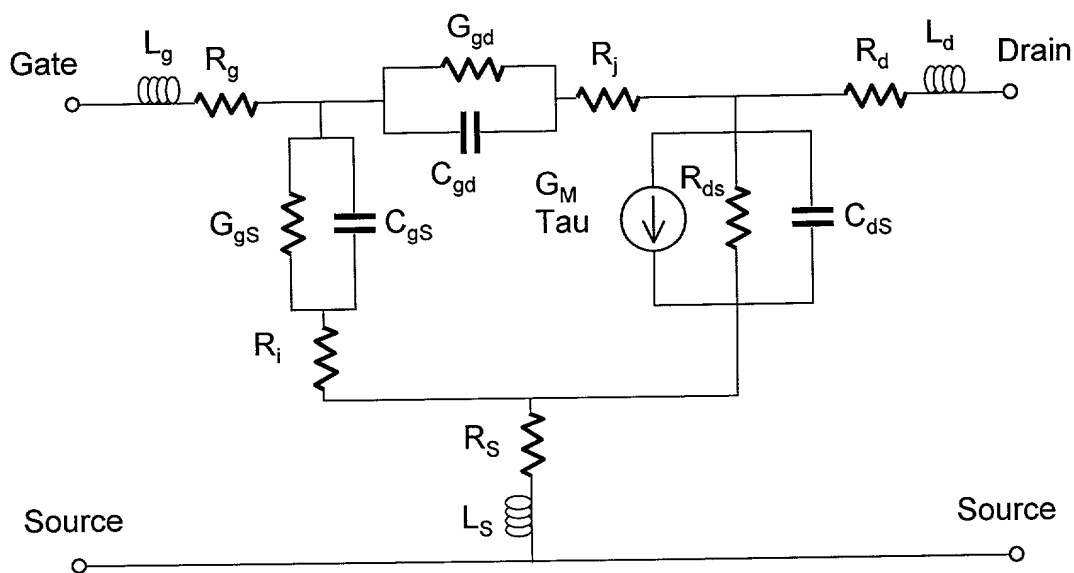 Gate
L_g
R_g
G_gd
R_j
R_d
L_d
Drain
C_gd
G_gS
C_gS
G_M
Tau
R_ds
C_dS
R_i
R_S
L_S
Source
Source